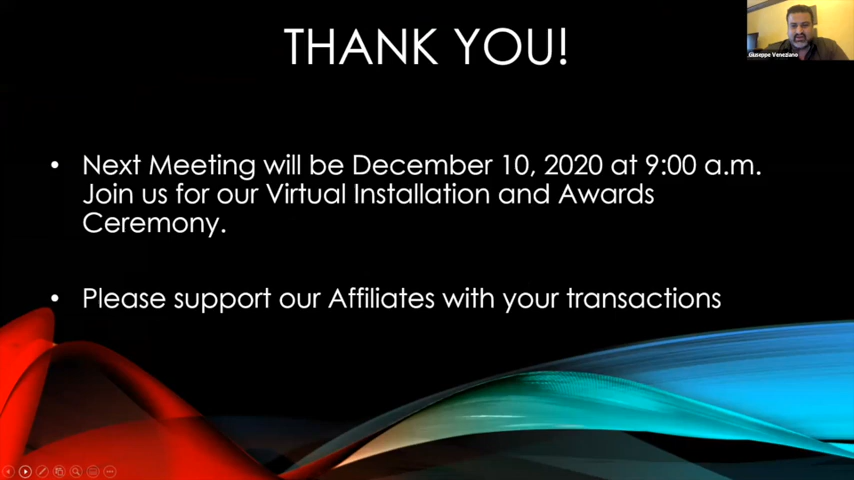 THANK YOU!
Giuseppe Veneziano
• Next Meeting will be December 10, 2020 at 9:00 a.m.
Join us for our Virtual Installation and Awards
Ceremony.
• Please support our Affiliates with your transactions